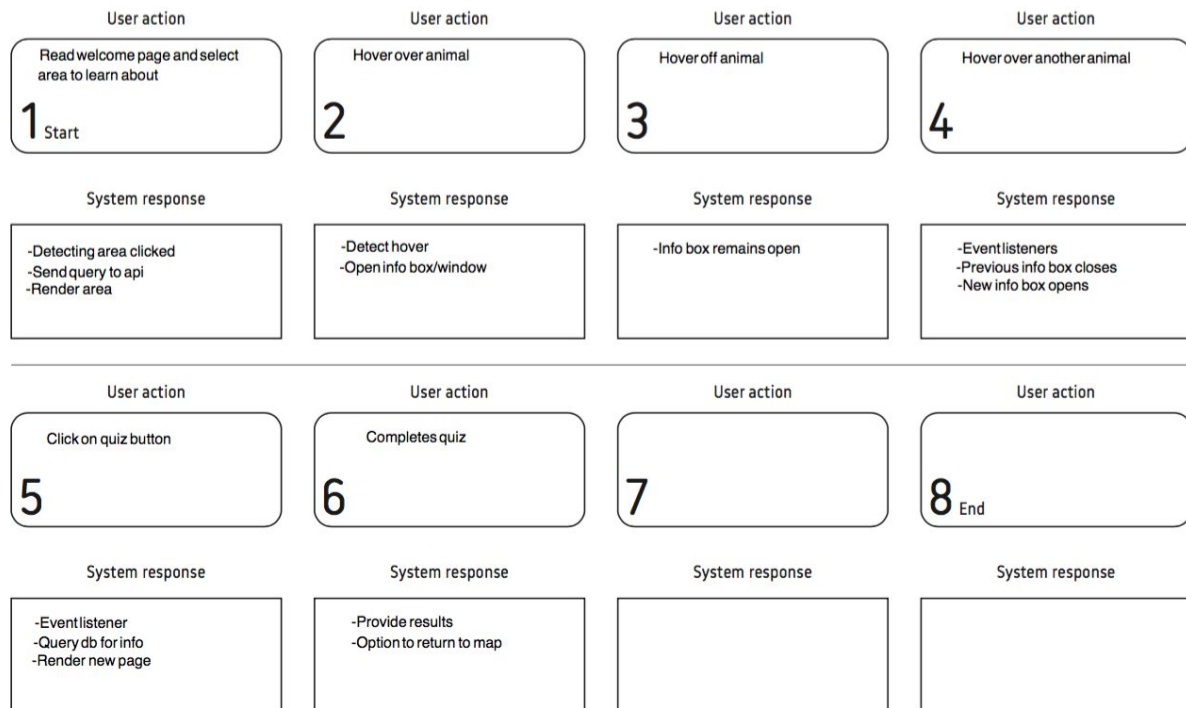 User action
User action
User action
User action
Read welcome page and select
area to learn about
1 Start
Hover over animal
2
Hover off animal
3
Hover over another animal
4
System response
System response
System response
System response
-Detecting area clicked
-Send query to api
-Render area
-Detect hover
-Open info box/window
-Info box remains open
-Event listeners
-Previous info box closes
-New info box opens
User action
User action
User action
User action
Click on quiz button
5
Completes quiz
6
7
8 End
System response
System response
System response
System response
-Event listener
-Query db for info
-Render new page
-Provide results
-Option to return to map